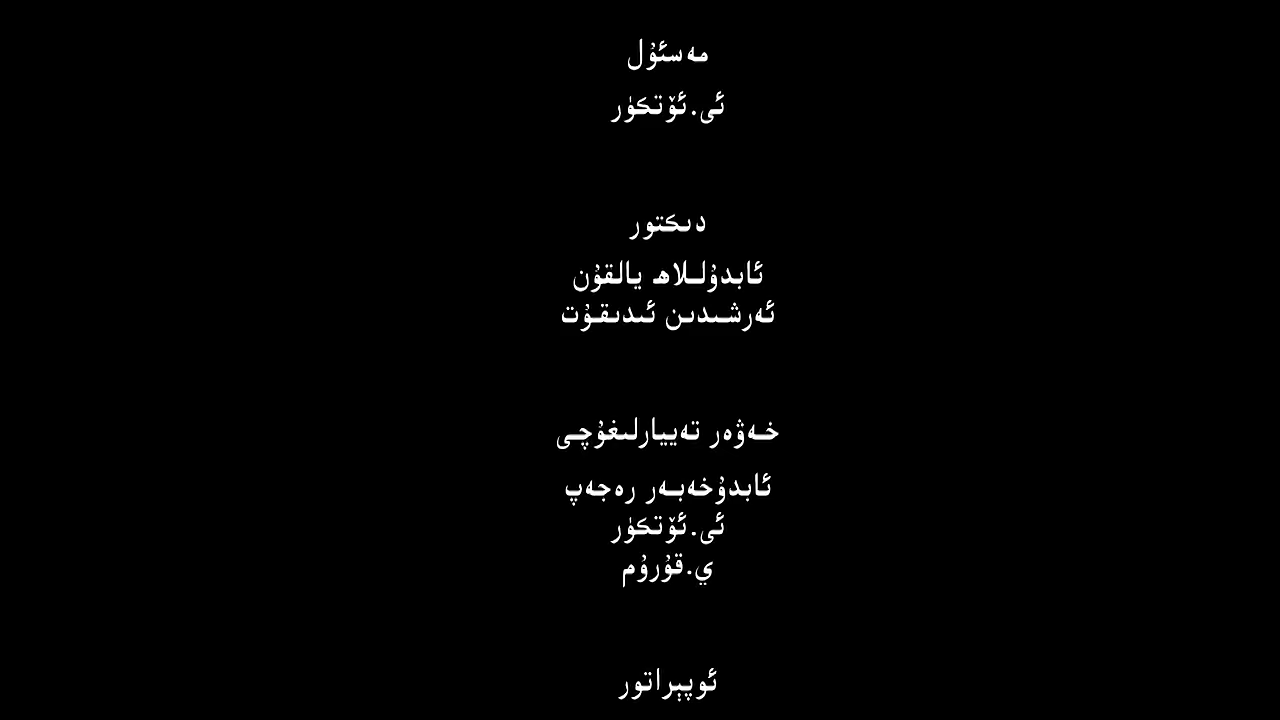 مەسئۇل
ئى.ئۆتكۈر
دىكتور
ئابدۇللاھ يالقۇن
ئەرشىدىن ئىدىقۇت
خەۋەر تەييارلىغۇچى
ئابدۇخەبەر رەجەپ
ئى.ئۆتكۈر
ي.قۇرۇم
ئوپېراتور